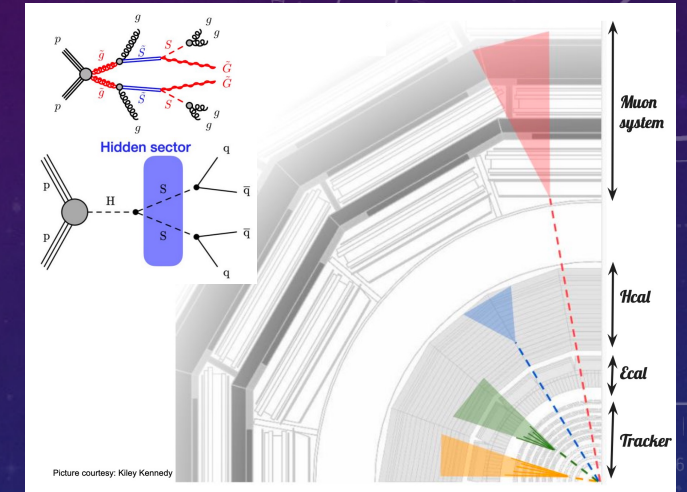 g
p
g̃
S̃
S
g
g
G̃
G̃
p
g̃
S̃
S
g
g
g
Hidden sector
p
p
H
S
S
q
q̅
q̅
q
Muon
system
Hcal
Ecal
Tracker
Picture courtesy: Kiley Kennedy